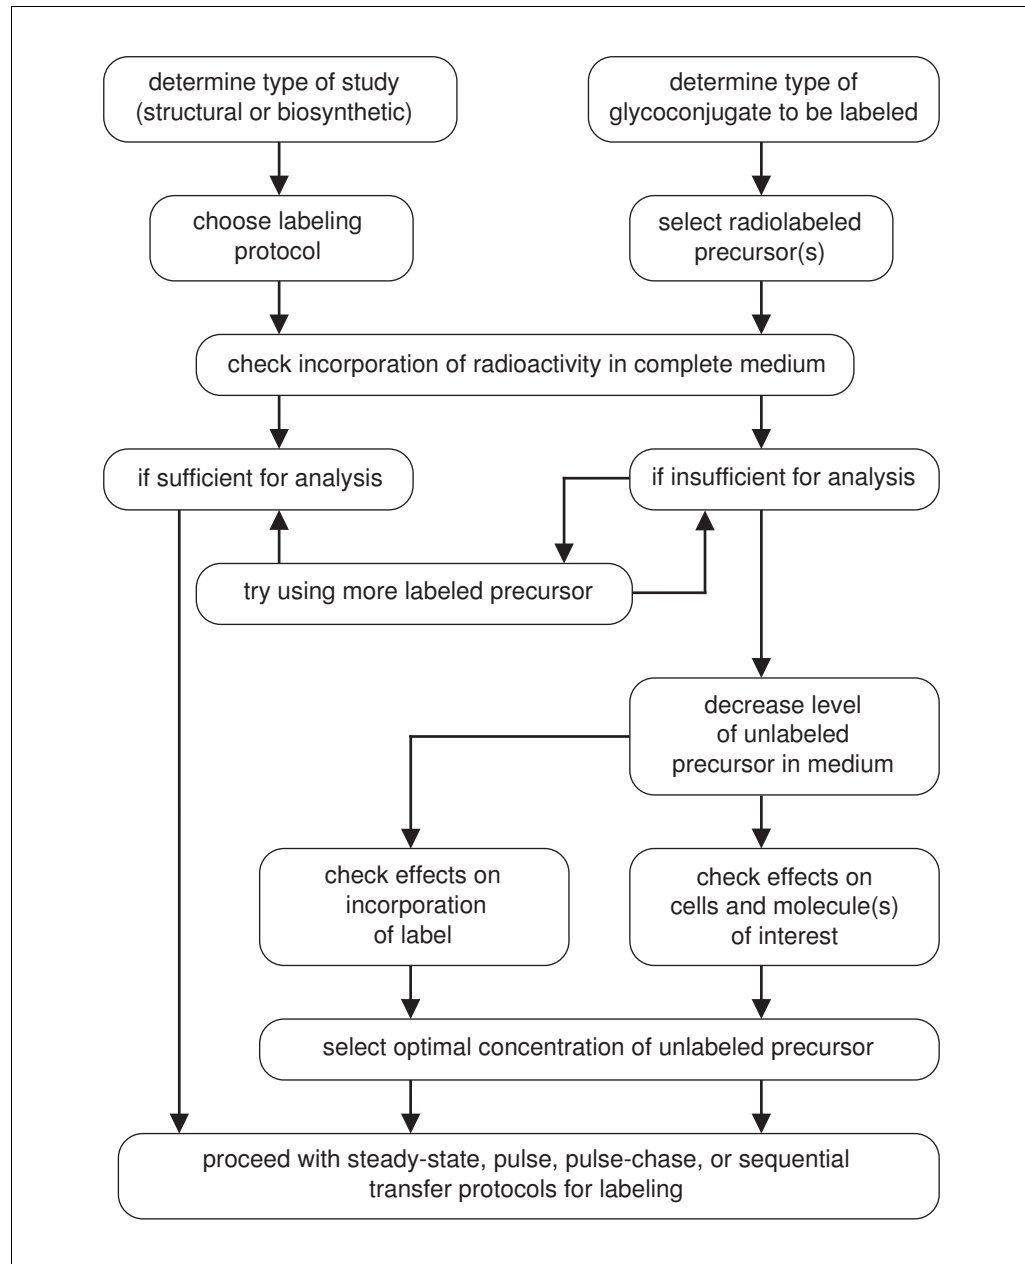 determine type of study
(structural or biosynthetic)
determine type of
glycoconjugate to be labeled
choose labeling
protocol
select radiolabeled
precursor(s)
check incorporation of radioactivity in complete medium
if sufficient for analysis
if insufficient for analysis
try using more labeled precursor
decrease level
of unlabeled
precursor in medium
check effects on
incorporation
of label
check effects on
cells and molecule(s)
of interest
select optimal concentration of unlabeled precursor
proceed with steady-state, pulse, pulse-chase, or sequential
transfer protocols for labeling